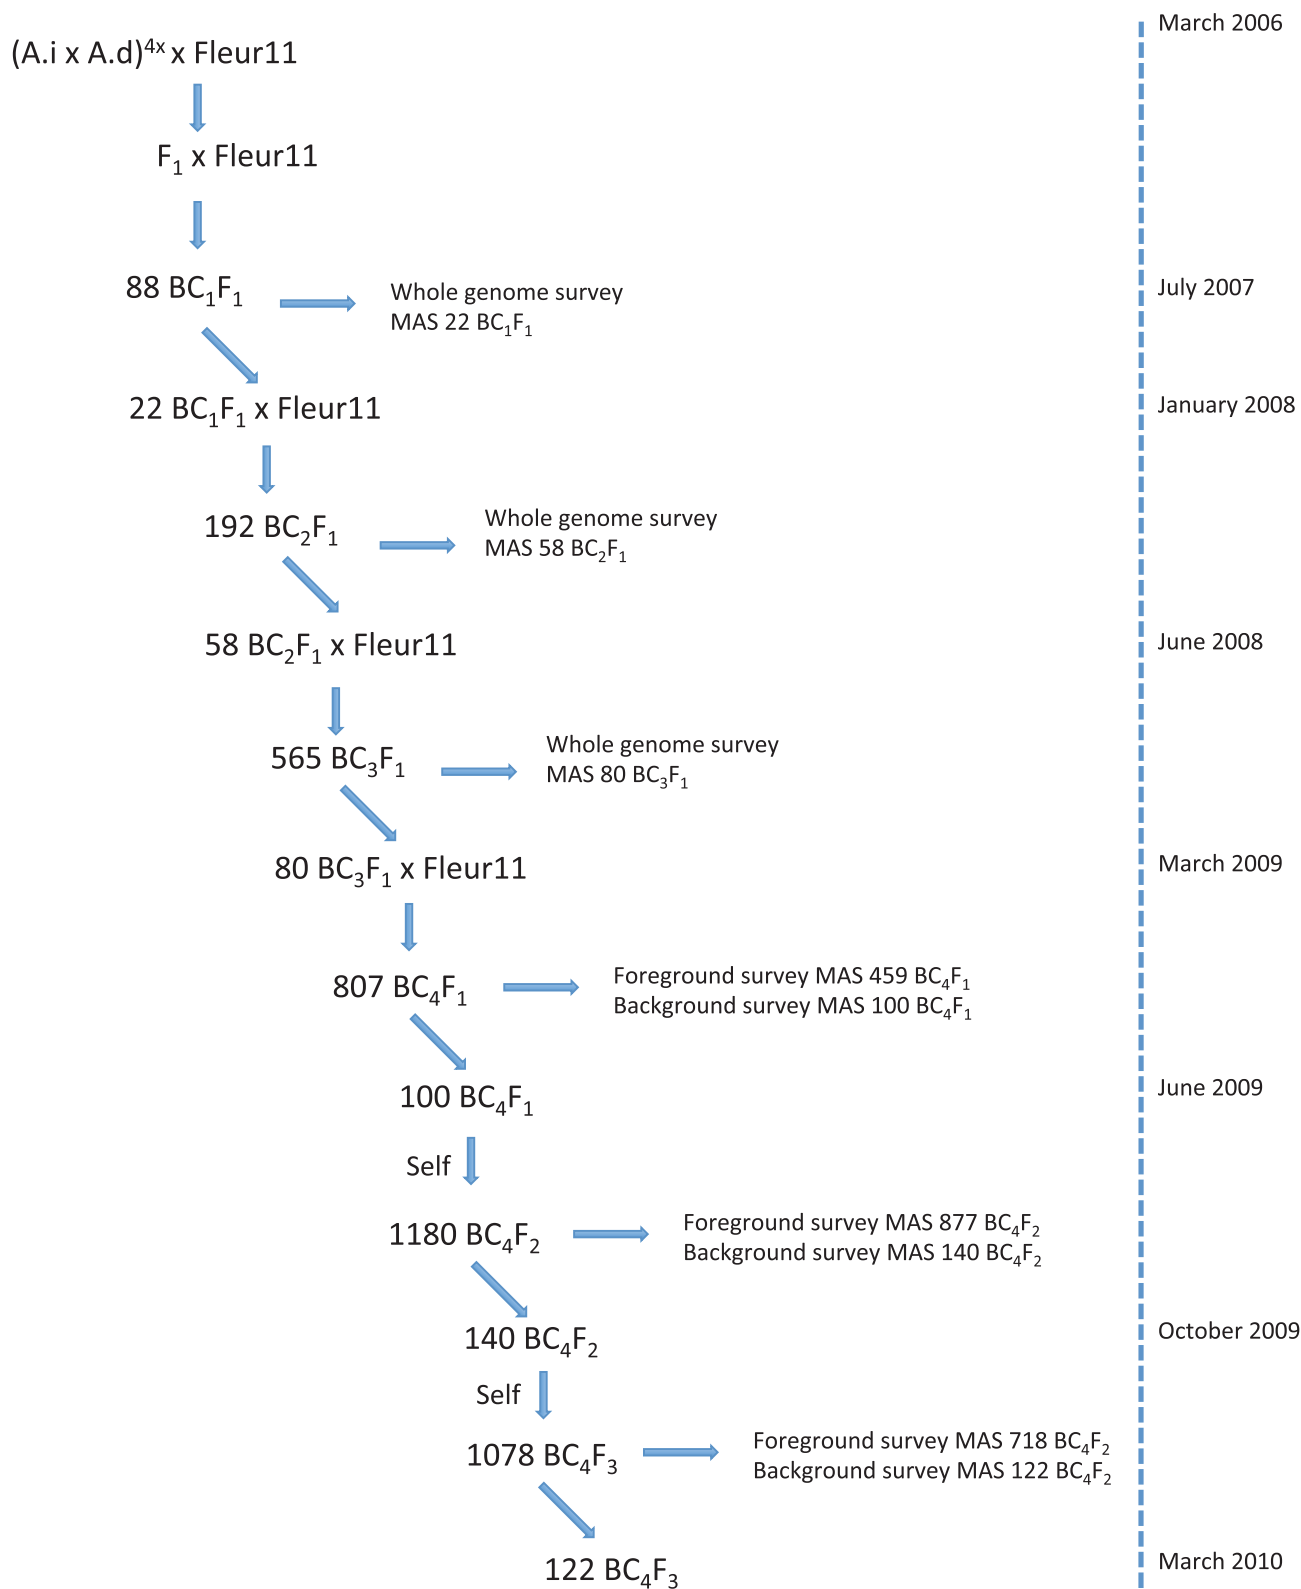 March 2006
(A.i x A.d)⁴ˣ x Fleur11
F₁ x Fleur11
88 BC₁F₁
Whole genome survey
MAS 22 BC₁F₁
July 2007
22 BC₁F₁ x Fleur11
January 2008
192 BC₂F₁
Whole genome survey
MAS 58 BC₂F₁
58 BC₂F₁ x Fleur11
June 2008
565 BC₃F₁
Whole genome survey
MAS 80 BC₃F₁
80 BC₃F₁ x Fleur11
March 2009
807 BC₄F₁
Foreground survey MAS 459 BC₄F₁
Background survey MAS 100 BC₄F₁
100 BC₄F₁
June 2009
Self
1180 BC₄F₂
Foreground survey MAS 877 BC₄F₂
Background survey MAS 140 BC₄F₂
140 BC₄F₂
October 2009
Self
1078 BC₄F₃
Foreground survey MAS 718 BC₄F₂
Background survey MAS 122 BC₄F₂
122 BC₄F₃
March 2010